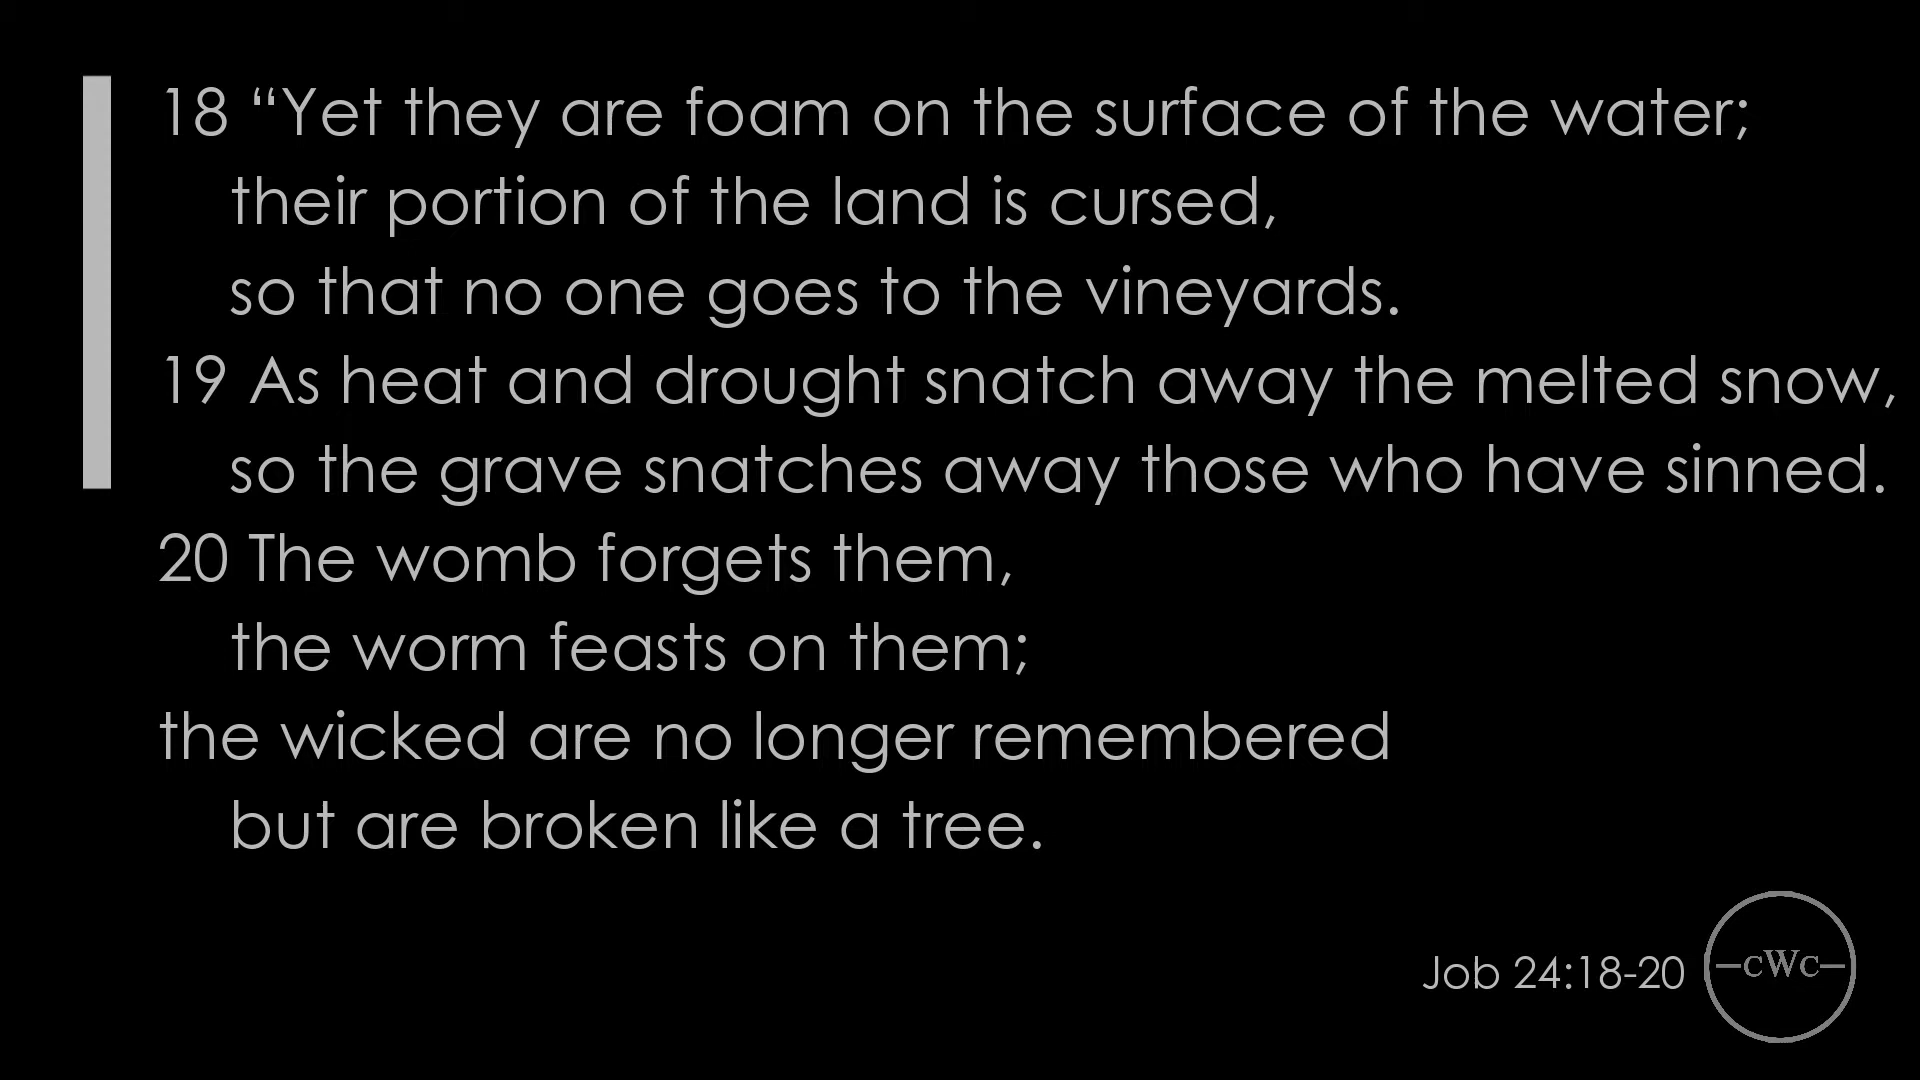 18 “Yet they are foam on the surface of the water;
their portion of the land is cursed,
so that no one goes to the vineyards.
19 As heat and drought snatch away the melted snow,
so the grave snatches away those who have sinned.
20 The womb forgets them,
the worm feasts on them;
the wicked are no longer remembered
but are broken like a tree.
Job 24:18-20
cWc